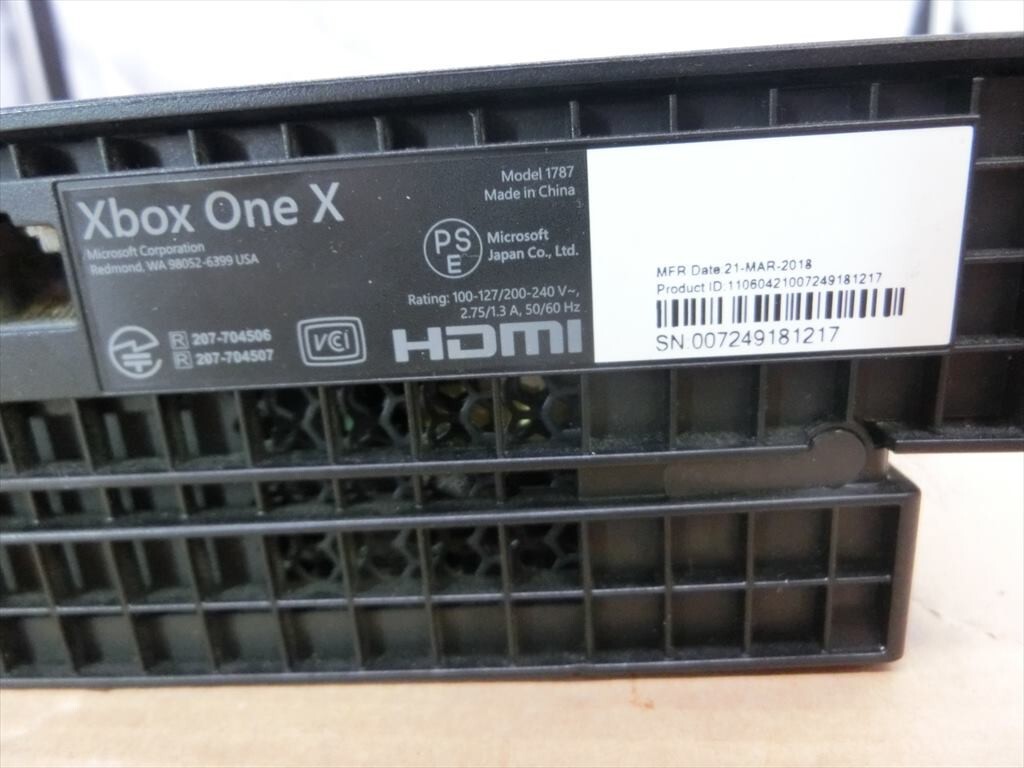 Xbox One X
Microsoft Corporation
Redmond, WA 98052-6399 USA
Model 1787
Made in China
PS
E
Microsoft
Japan Co., Ltd.
Rating: 100-127/200-240 V~,
2.75/1.3 A, 50/60 Hz
R 207-704506
R 207-704507
VCI
HDMI
MFR Date:21-MAR-2018
Product ID:11060421007249181217
SN:007249181217